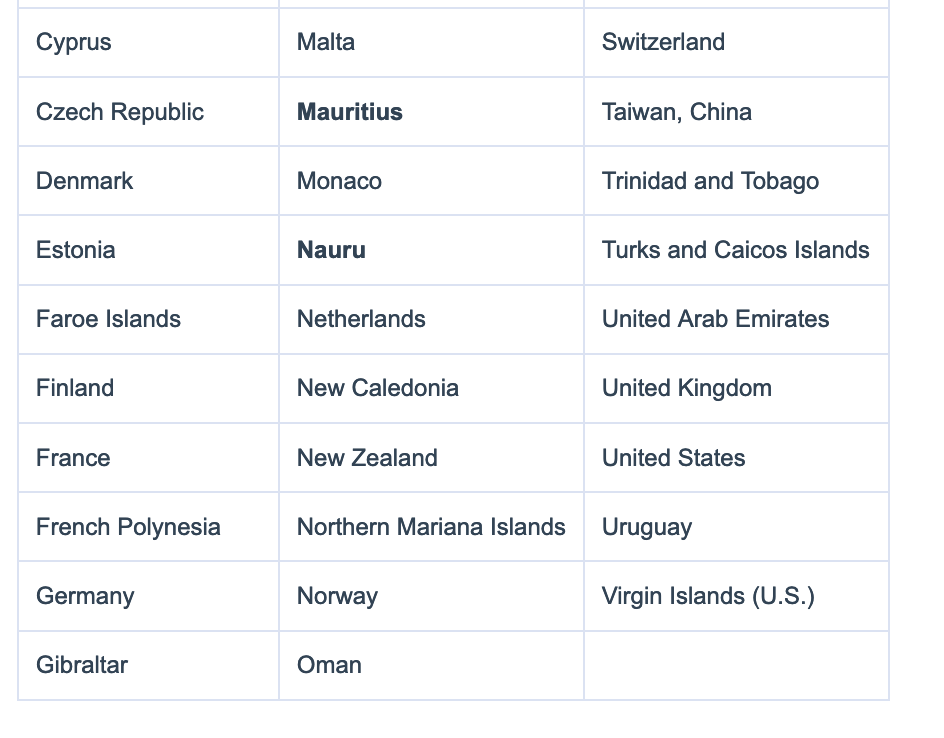 Cyprus Malta Switzerland
Czech Republic Mauritius Taiwan, China
Denmark Monaco Trinidad and Tobago
Estonia Nauru Turks and Caicos Islands
Faroe Islands Netherlands United Arab Emirates
Finland New Caledonia United Kingdom
France New Zealand United States
French Polynesia Northern Mariana Islands Uruguay
Germany Norway Virgin Islands (U.S.)
Gibraltar Oman